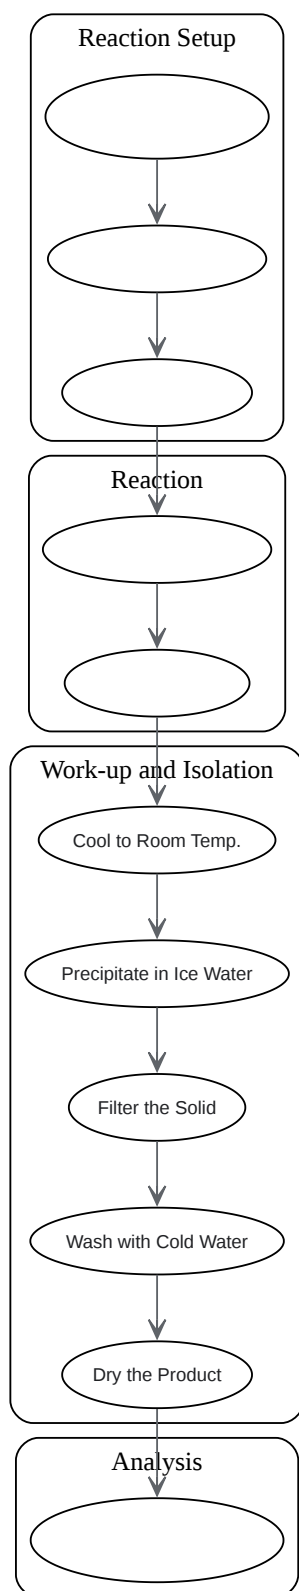 Reaction Setup
Reaction
Work-up and Isolation
Cool to Room Temp.
Precipitate in Ice Water
Filter the Solid
Wash with Cold Water
Dry the Product
Analysis